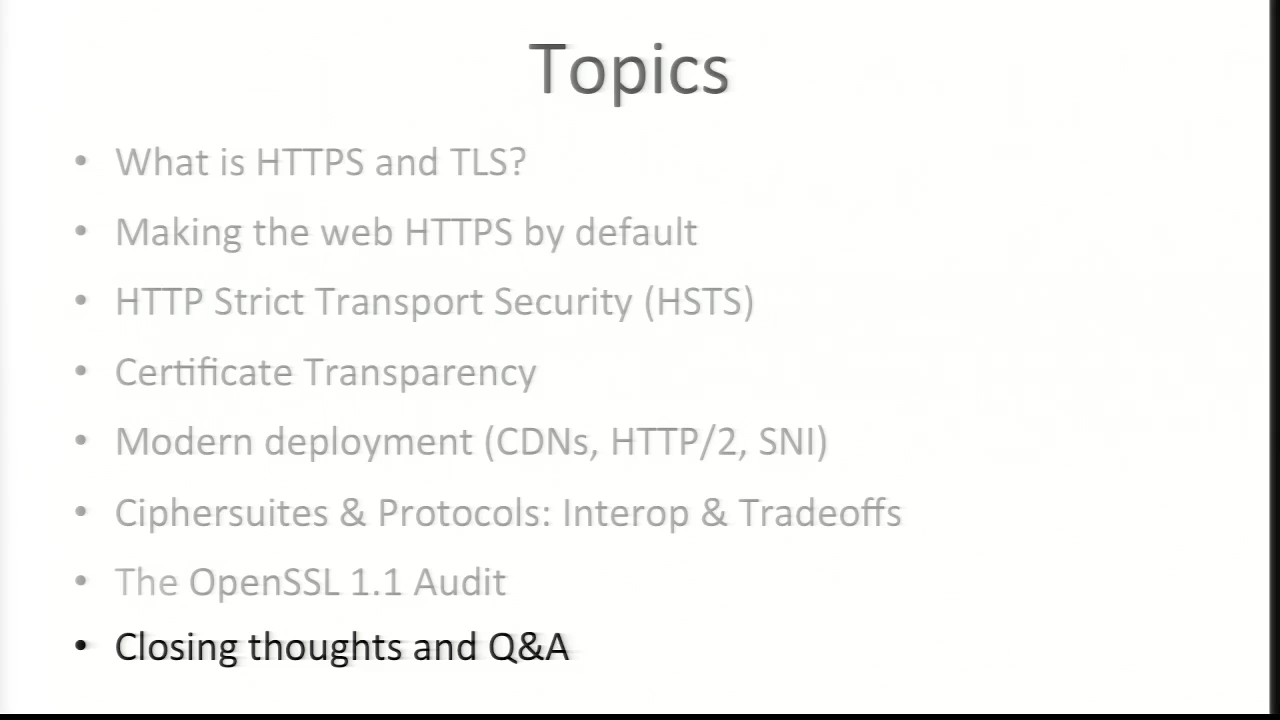 Topics
• What is HTTPS and TLS?
• Making the web HTTPS by default
• HTTP Strict Transport Security (HSTS)
• Certificate Transparency
• Modern deployment (CDNs, HTTP/2, SNI)
• Ciphersuites & Protocols: Interop & Tradeoffs
• The OpenSSL 1.1 Audit
• Closing thoughts and Q&A